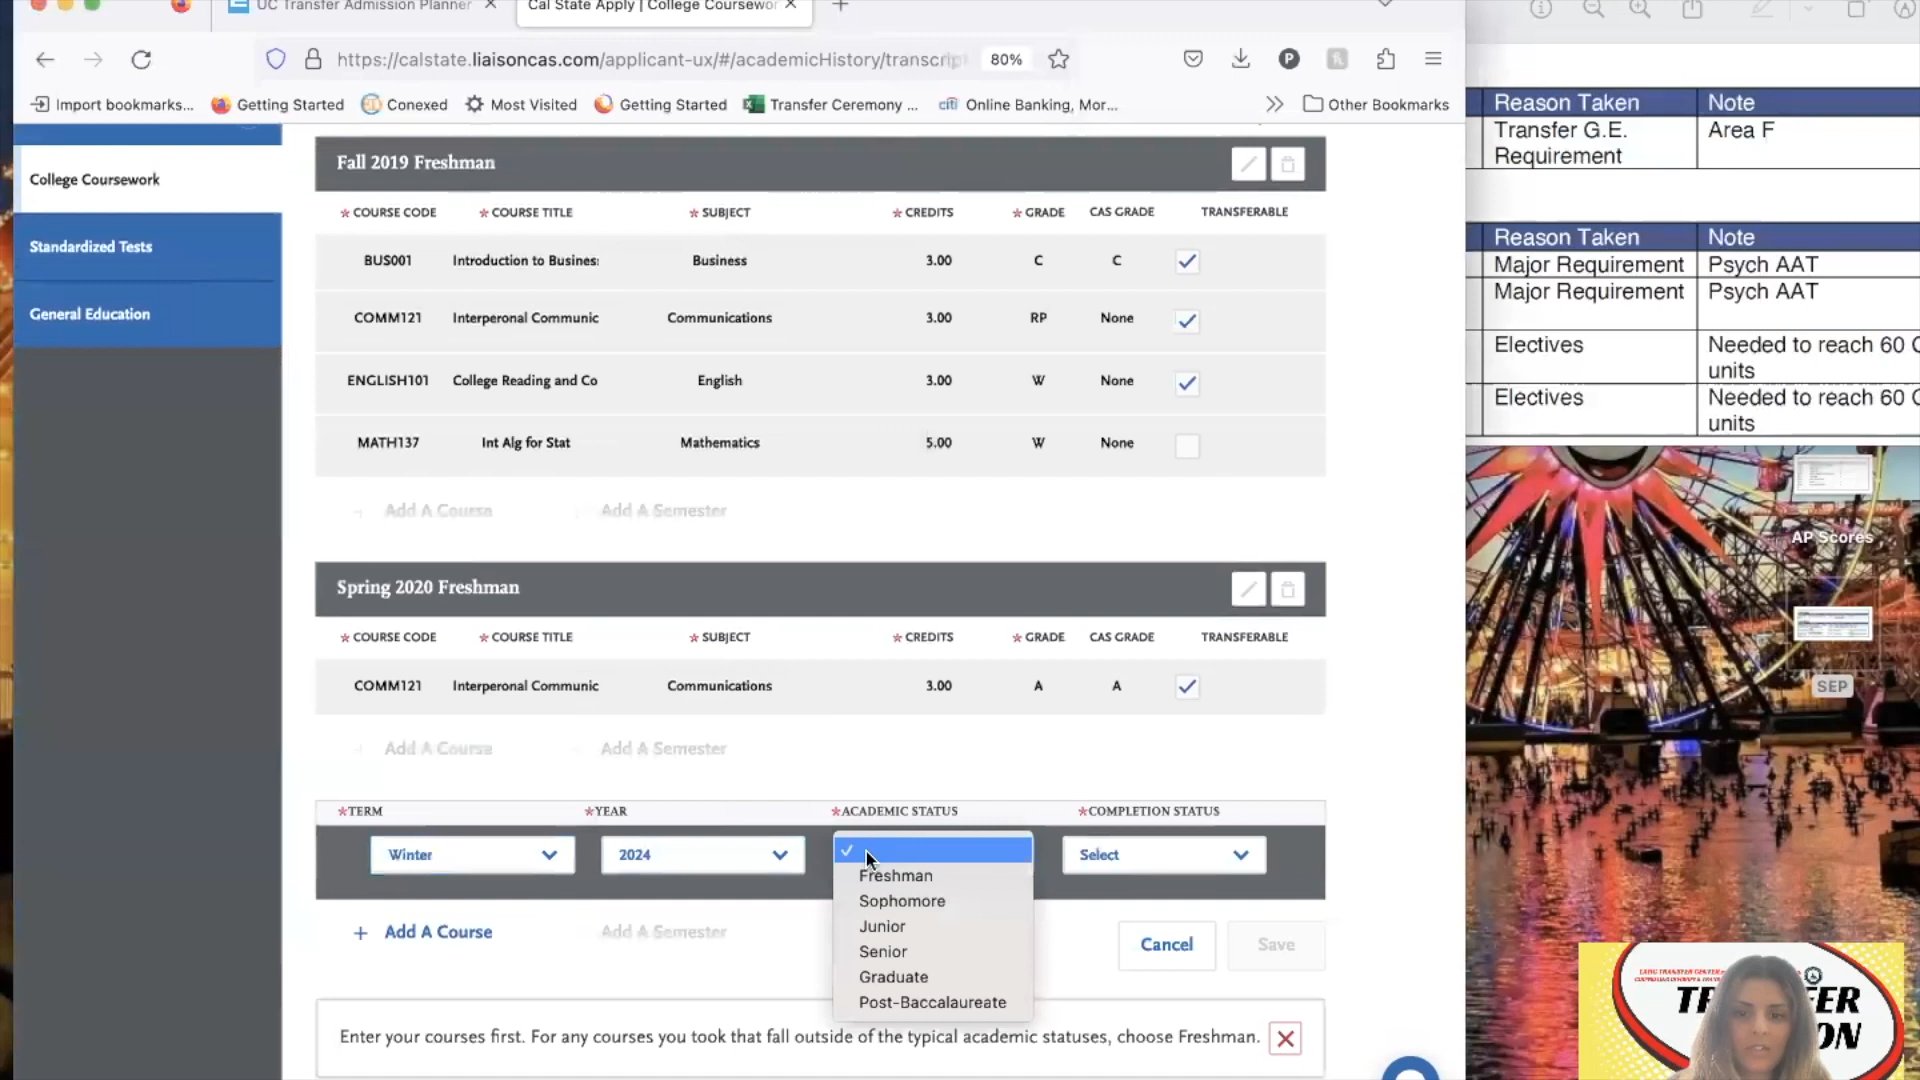 UC Transfer Admission Planner
Cal State Apply | College Coursewor
https://calstate.liaisoncas.com/applicant-ux/#/academicHistory/transcrip
80%
Import bookmarks...
Getting Started
Conexed
Most Visited
Getting Started
Transfer Ceremony ...
citi Online Banking, Mor...
Other Bookmarks
College Coursework
Standardized Tests
General Education
Fall 2019 Freshman
* COURSE CODE * COURSE TITLE * SUBJECT * CREDITS * GRADE CAS GRADE TRANSFERABLE
BUS001 Introduction to Busines: Business 3.00 C C
COMM121 Interperonal Communic Communications 3.00 RP None
ENGLISH101 College Reading and Co English 3.00 W None
MATH137 Int Alg for Stat Mathematics 5.00 W None
+ Add A Course + Add A Semester
Spring 2020 Freshman
* COURSE CODE * COURSE TITLE * SUBJECT * CREDITS * GRADE CAS GRADE TRANSFERABLE
COMM121 Interperonal Communic Communications 3.00 A A
+ Add A Course + Add A Semester
*TERM *YEAR *ACADEMIC STATUS *COMPLETION STATUS
Winter 2024 Select
Freshman
Sophomore
Junior
Senior
Graduate
Post-Baccalaureate
+ Add A Course Add A Semester
Cancel Save
Enter your courses first. For any courses you took that fall outside of the typical academic statuses, choose Freshman.
Reason Taken Note
Transfer G.E. Area F
Requirement
Reason Taken Note
Major Requirement Psych AAT
Major Requirement Psych AAT
Electives Needed to reach 60 C
units
Electives Needed to reach 60 C
units
AP Scores
SEP